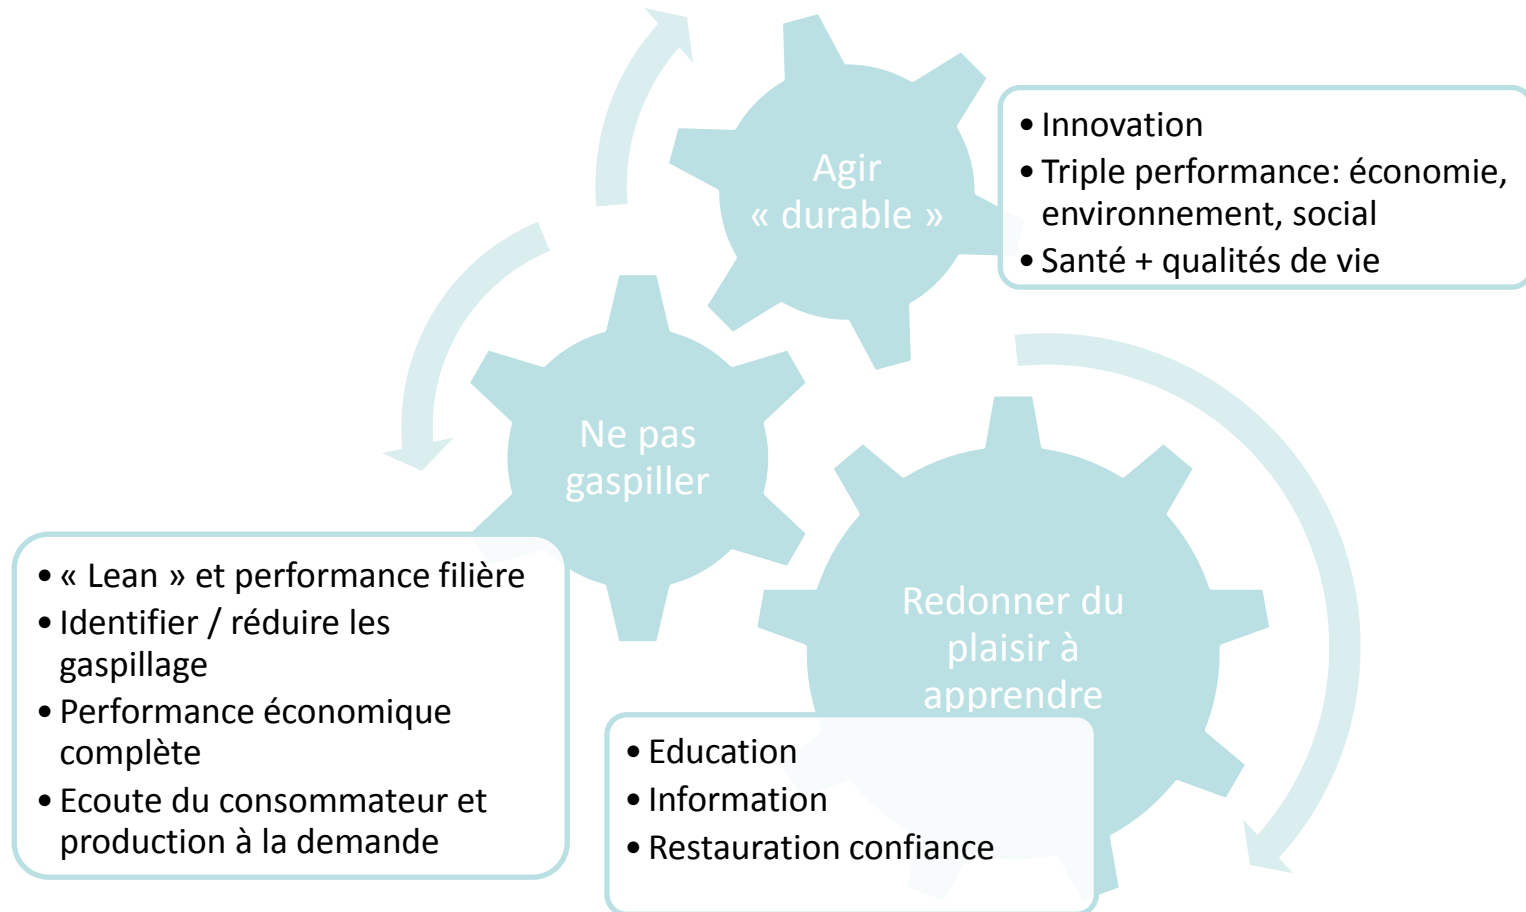 Agir
« durable »
• Innovation
• Triple performance: économie,
environnement, social
• Santé + qualités de vie
Ne pas
gaspiller
• « Lean » et performance filière
• Identifier / réduire les
gaspillage
• Performance économique
complète
• Ecoute du consommateur et
production à la demande
Redonner du
plaisir à
apprendre
• Education
• Information
• Restauration confiance